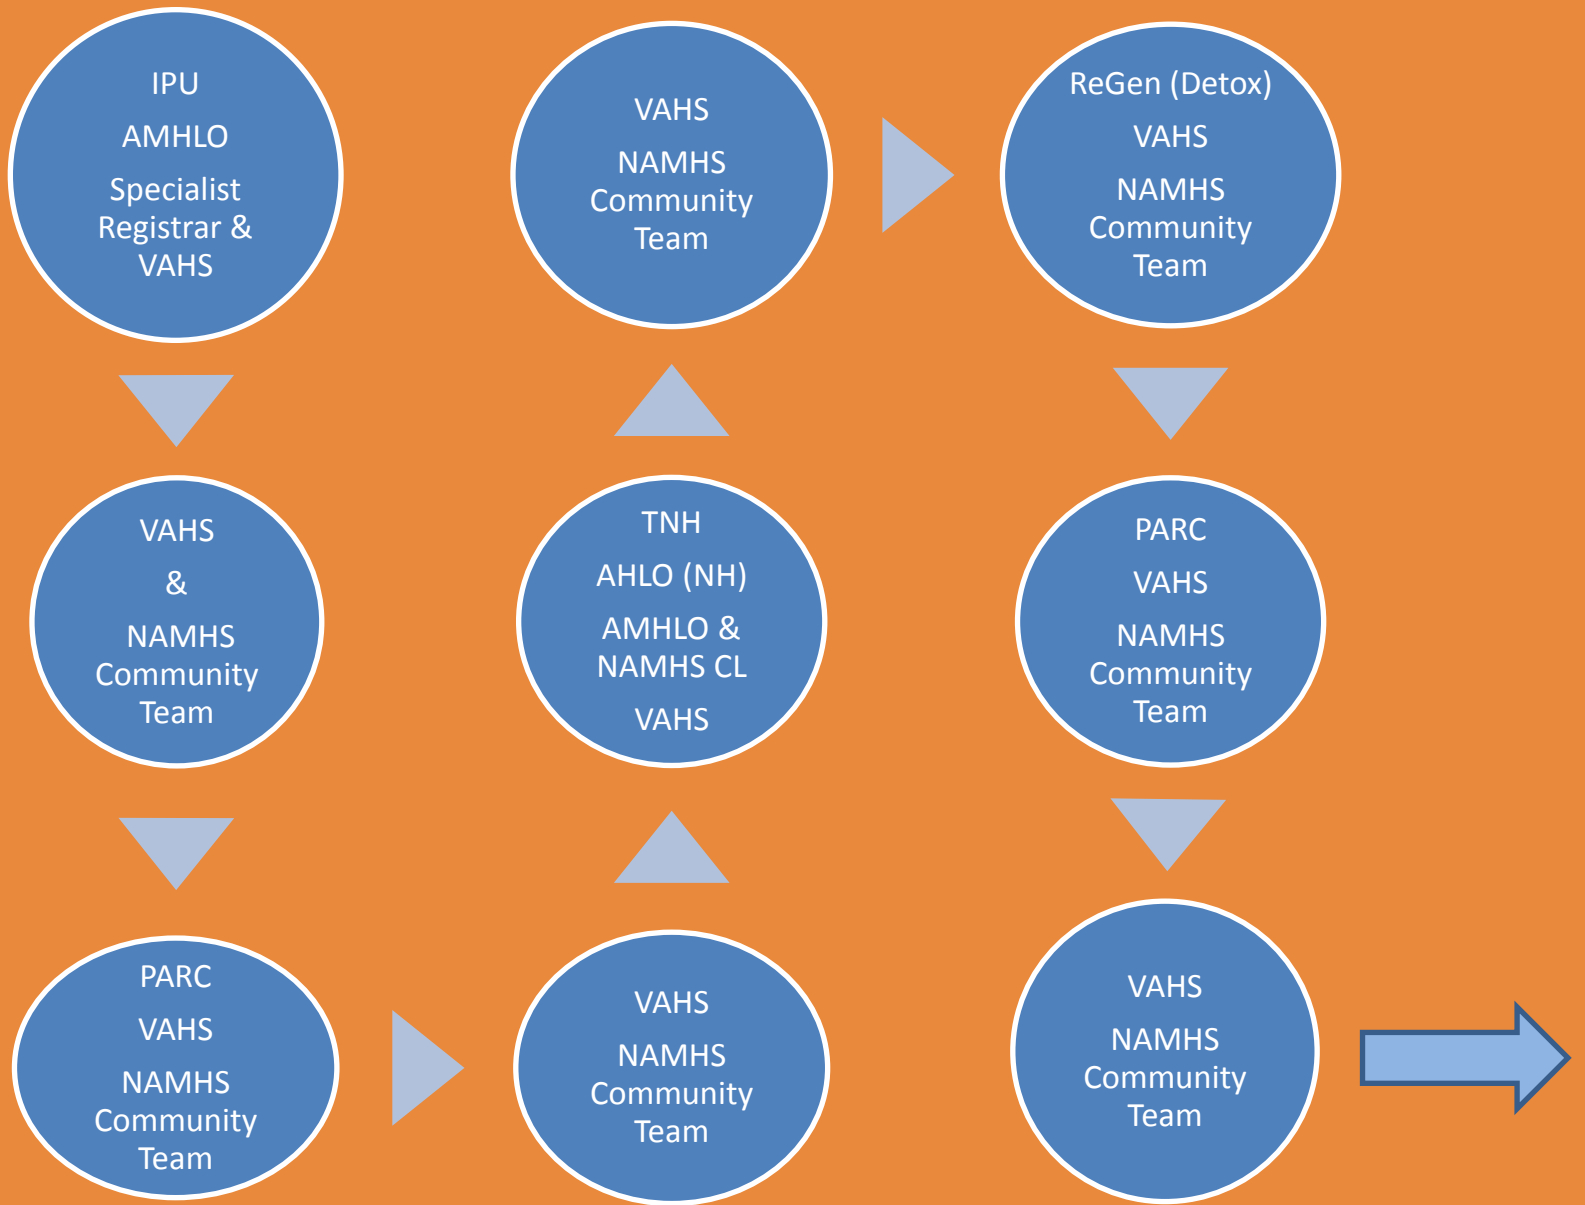 IPU
AMHLO
Specialist
Registrar &
VAHS
VAHS
&
NAMHS
Community
Team
PARC
VAHS
NAMHS
Community
Team
VAHS
NAMHS
Community
Team
TNH
AHLO (NH)
AMHLO &
NAMHS CL
VAHS
VAHS
NAMHS
Community
Team
ReGen (Detox)
VAHS
NAMHS
Community
Team
PARC
VAHS
NAMHS
Community
Team
VAHS
NAMHS
Community
Team